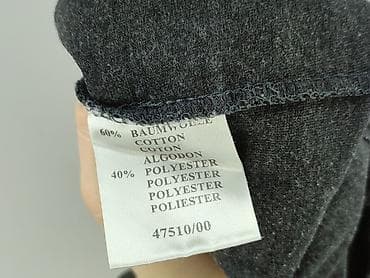 60% BAUMWOLLE
COTTON
COTON
ALGODON
40% POLYESTER
POLYESTER
POLYESTER
POLIESTER
47510/00